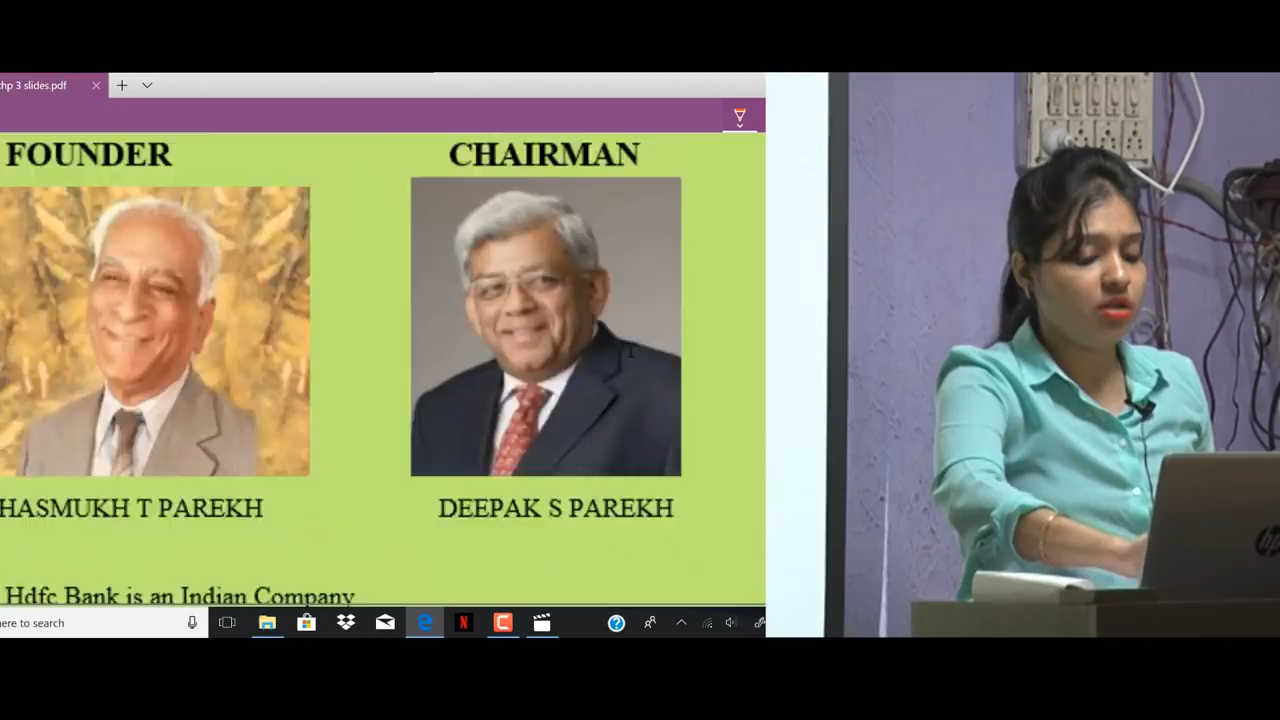 hp 3 slides.pdf
FOUNDER
CHAIRMAN
HASMUKH T PAREKH
DEEPAK S PAREKH
Hdfc Bank is an Indian Company
ere to search
N
hp